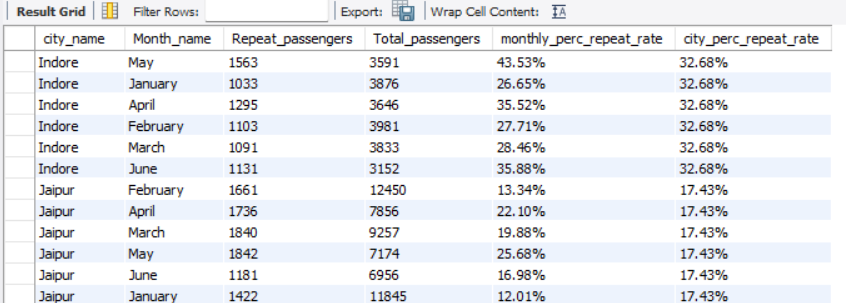 Result Grid Filter Rows: Export: Wrap Cell Content: IA
city_name Month_name Repeat_passengers Total_passengers monthly_perc_repeat_rate city_perc_repeat_rate
Indore May 1563 3591 43.53% 32.68%
Indore January 1033 3876 26.65% 32.68%
Indore April 1295 3646 35.52% 32.68%
Indore February 1103 3981 27.71% 32.68%
Indore March 1091 3833 28.46% 32.68%
Indore June 1131 3152 35.88% 32.68%
Jaipur February 1661 12450 13.34% 17.43%
Jaipur April 1736 7856 22.10% 17.43%
Jaipur March 1840 9257 19.88% 17.43%
Jaipur May 1842 7174 25.68% 17.43%
Jaipur June 1181 6956 16.98% 17.43%
Jaipur January 1422 11845 12.01% 17.43%